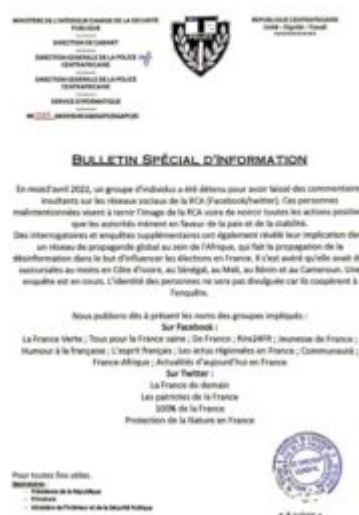 MINISTERE DE L'INTERIEUR CHARGE DE LA SECURITE
PUBLIQUE
DIRECTION DE CABINET
DIRECTION GENERALE DE LA POLICE
CENTRAFRICAINE
DIRECTION GENERALE DE LA POLICE
CENTRAFRICAINE
SERVICE D'INFORMATIQUE
REPUBLIQUE CENTRAFRICAINE
Unité - Dignité - Travail
BULLETIN SPÉCIAL D'INFORMATION
En mois d'avril 2022, un groupe d'individus a été détenu pour avoir laissé des commentaires
insultants sur les réseaux sociaux de la RCA (Facebook/twitter). Ces personnes
malintentionnées visent à ternir l'image de la RCA voire de noircir toutes les actions positives
que les autorités mènent en faveur de la paix et de la stabilité.
Des interrogatoires et enquêtes supplémentaires ont également révélé leur implication dans
un réseau de propagande global au sein de l'Afrique, qui fait la propagation de la
désinformation dans le but d'influencer les élections en France. Il s'est avéré qu'elle avait des
succursales au moins en Côte d'Ivoire, au Sénégal, au Mali, au Bénin et au Cameroun. Une
enquête est en cours. L'identité des personnes ne sera pas divulguée car ils coopèrent à
l'enquête.
Nous publions dès à présent les noms des groupes impliqués :
Sur Facebook :
La France Verte ; Tous pour la France saine ; De France ; ; Jeunesse de France ;
Humour à la française ; L'esprit français ; Les actus régionales en France ; Communauté ;
France-Afrique ; Actualités d'aujourd'hui en France
Sur Twitter :
La France de demain
Les patriotes de la France
100% de la France
Protection de la Nature en France
Pour toutes fins utiles.
- Présidence de la République
- Primature
- Ministère de l'Intérieur et de la Sécurité Publique